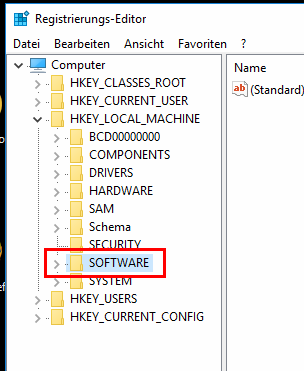 Registrierungs-Editor
Datei Bearbeiten Ansicht Favoriten ?
Computer
HKEY_CLASSES_ROOT
HKEY_CURRENT_USER
HKEY_LOCAL_MACHINE
BCD00000000
COMPONENTS
DRIVERS
HARDWARE
SAM
Schema
SECURITY
SOFTWARE
SYSTEM
HKEY_USERS
HKEY_CURRENT_CONFIG
Name
ab (Standard)